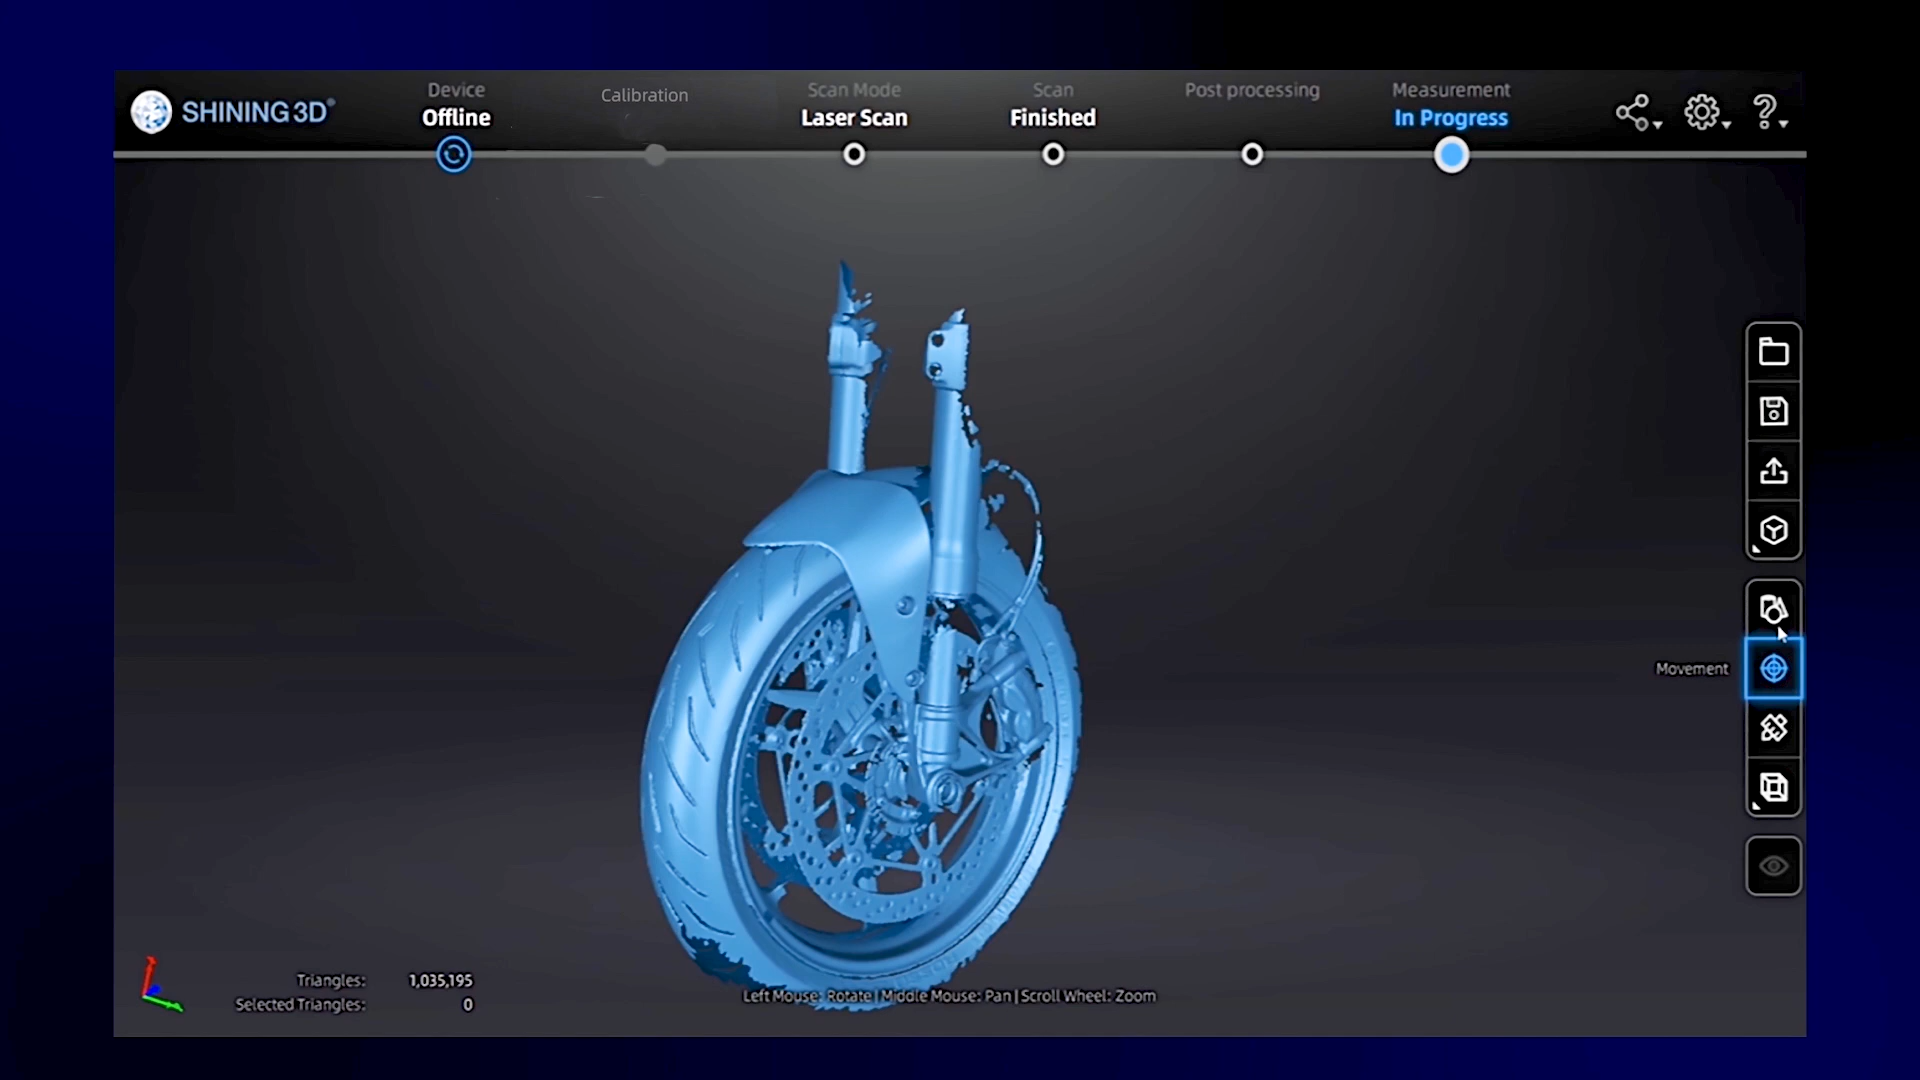 SHINING 3D®
Device
Offline
Calibration
Scan Mode
Laser Scan
Scan
Finished
Post processing
Measurement
In Progress
Movement
Triangles: 1,035,195
Selected Triangles: 0
Left Mouse: Rotate | Middle Mouse: Pan | Scroll Wheel: Zoom